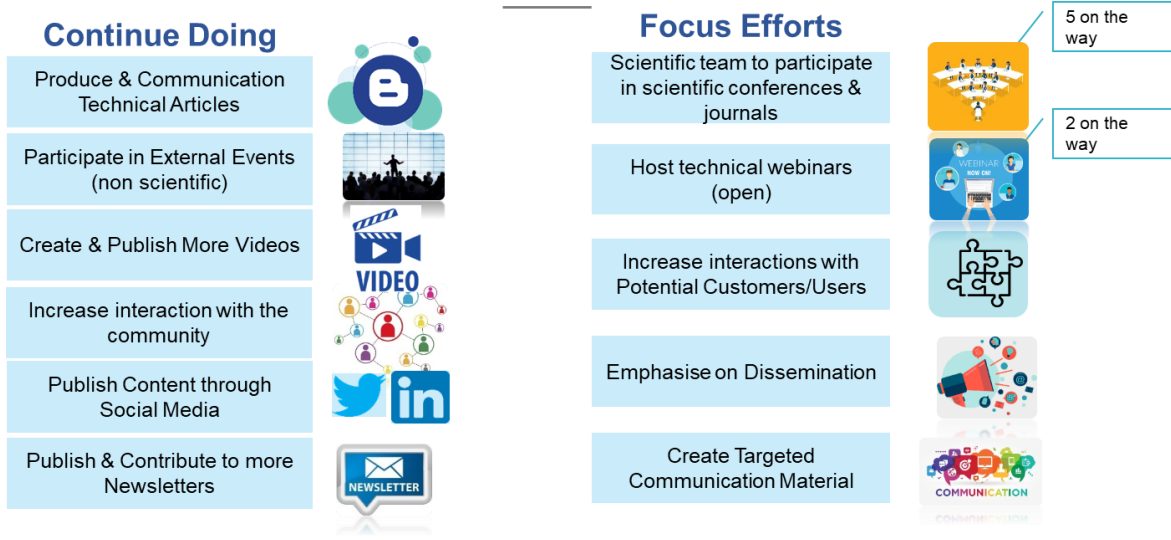 Continue Doing
Produce & Communication
Technical Articles
Participate in External Events
(non scientific)
Create & Publish More Videos
VIDEO
Increase interaction with the
community
Publish Content through
Social Media
in
Publish & Contribute to more
Newsletters
NEWSLETTER
Focus Efforts
5 on the
way
Scientific team to participate
in scientific conferences &
journals
2 on the
way
Host technical webinars
(open)
WEBINAR
NOW ON!
Increase interactions with
Potential Customers/Users
Emphasise on Dissemination
Create Targeted
Communication Material
COMMUNICATION